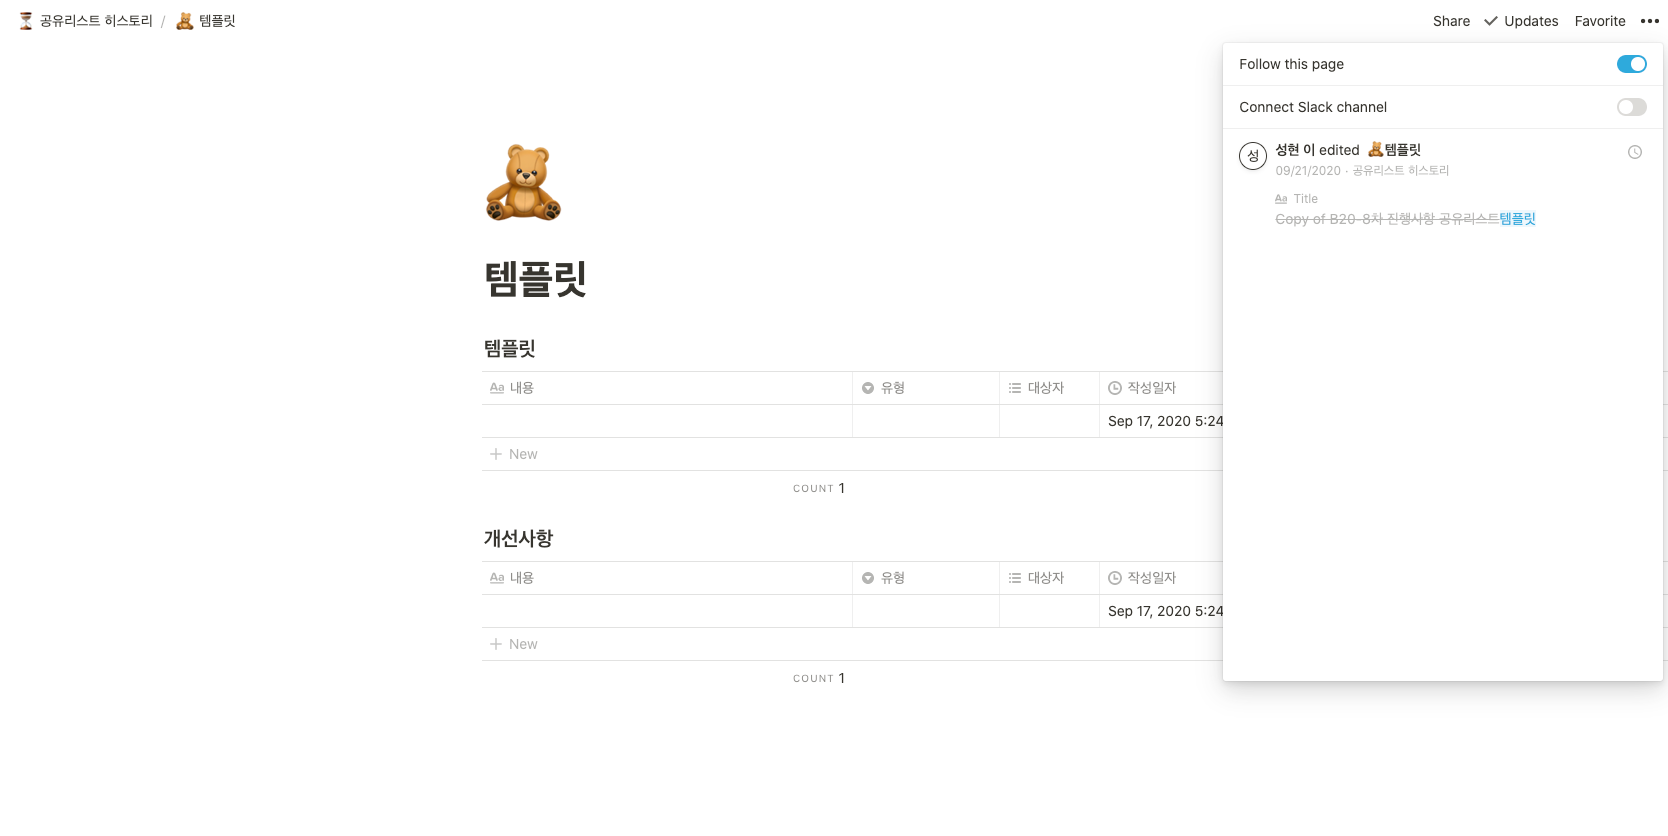 공유리스트 히스토리 / 템플릿
Share Updates Favorite
Follow this page
Connect Slack channel
성 성현 이 edited 템플릿
09/21/2020 · 공유리스트 히스토리
Aa Title
Copy of B20-8차 진행사항 공유리스트템플릿
템플릿
템플릿
Aa 내용 유형 대상자 작성일자
Sep 17, 2020 5:24
+ New
COUNT 1
개선사항
Aa 내용 유형 대상자 작성일자
Sep 17, 2020 5:24
+ New
COUNT 1